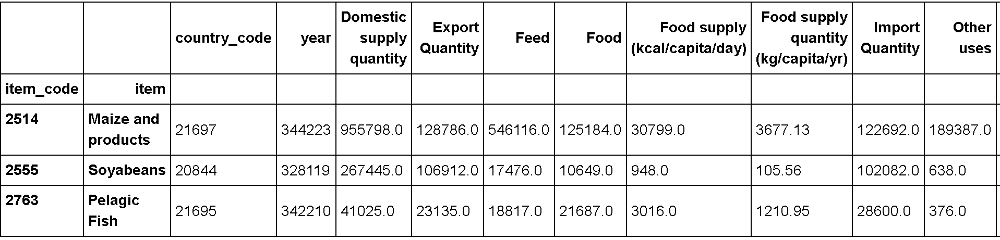 country_code year Domestic supply quantity Export Quantity Feed Food Food supply (kcal/capita/day) Food supply quantity (kg/capita/yr) Import Quantity Other uses
item_code item
2514 Maize and products 21697 344223 955798.0 128786.0 546116.0 125184.0 30799.0 3677.13 122692.0 189387.0
2555 Soyabeans 20844 328119 267445.0 106912.0 17476.0 10649.0 948.0 105.56 102082.0 638.0
2763 Pelagic Fish 21695 342210 41025.0 23135.0 18817.0 21687.0 3016.0 1210.95 28600.0 376.0